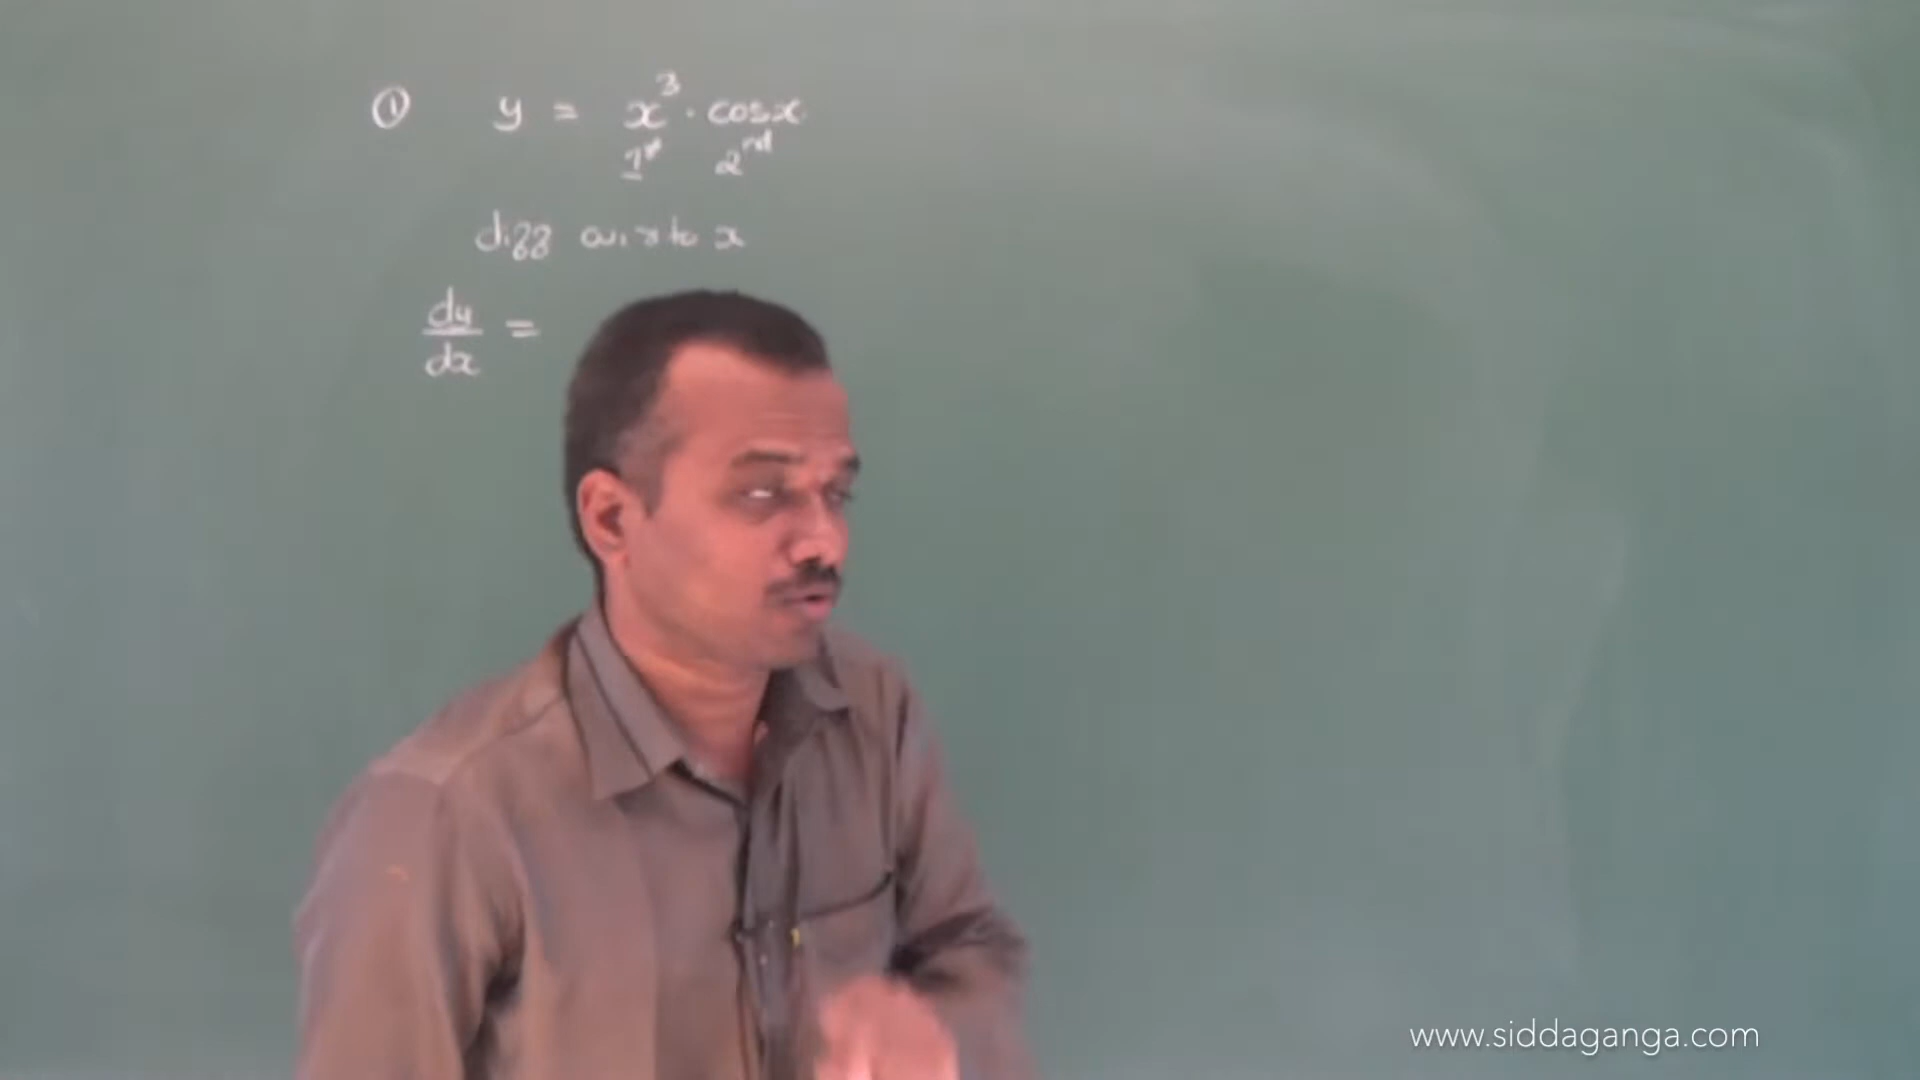 ① y = x³ · cosx
1st 2nd
diff w.r.to x
dy/dx =
www.siddaganga.com